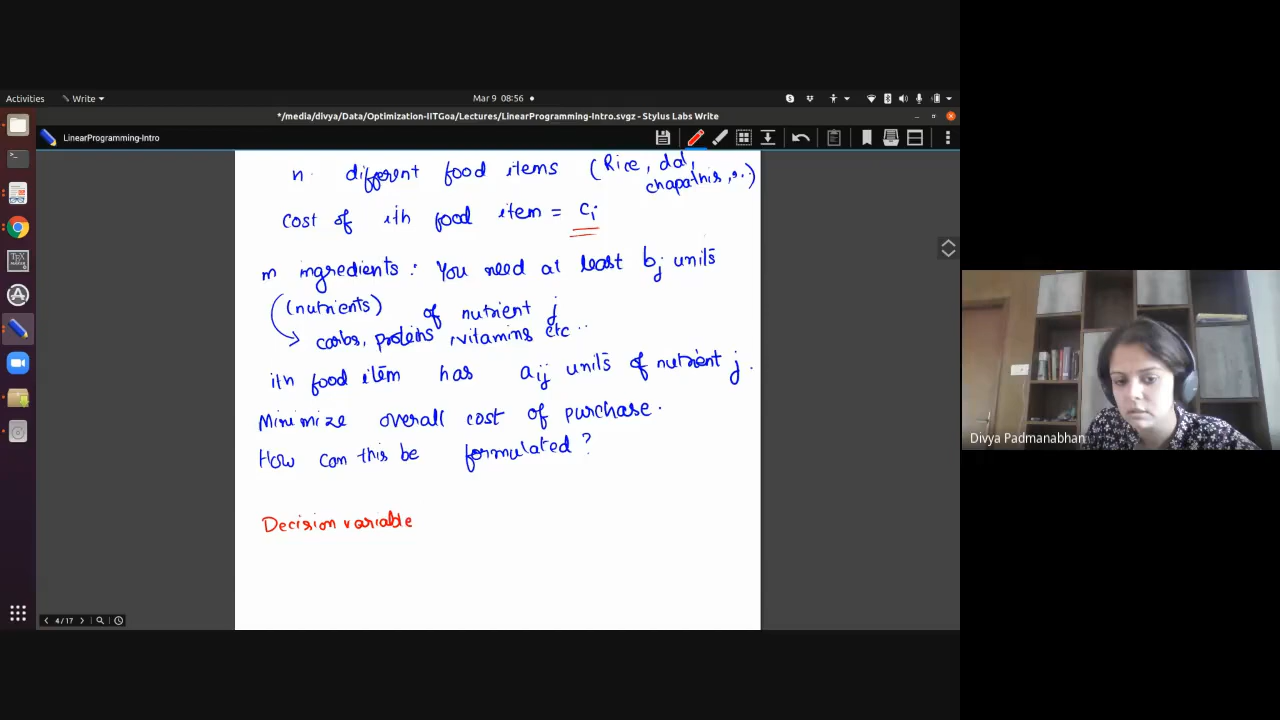 Activities
Write
Mar 9 08:56
*/media/divya/Data/Optimization-IITGoa/Lectures/LinearProgramming-Intro.svgz - Stylus Labs Write
LinearProgramming-Intro
n different food items (Rice, dal,
chapathis, ...)
cost of ith food item = ci
m ingredients : You need at least bj units
(nutrients) of nutrient j
carbs, proteins, vitamins etc ..
ith food item has aij units of nutrient j.
Minimize overall cost of purchase.
How can this be formulated ?
Decision variable
4/17
Divya Padmanabhan